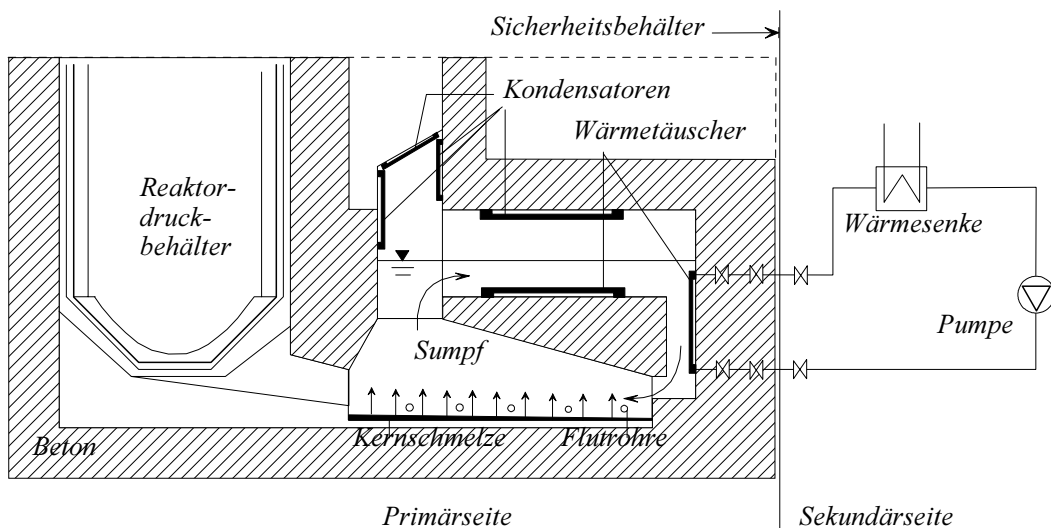 Sicherheitsbehälter
Kondensatoren
Wärmetäuscher
Reaktor-
druck-
behälter
Wärmesenke
Pumpe
Sumpf
Kernschmelze
Flutrohre
Beton
Primärseite
Sekundärseite